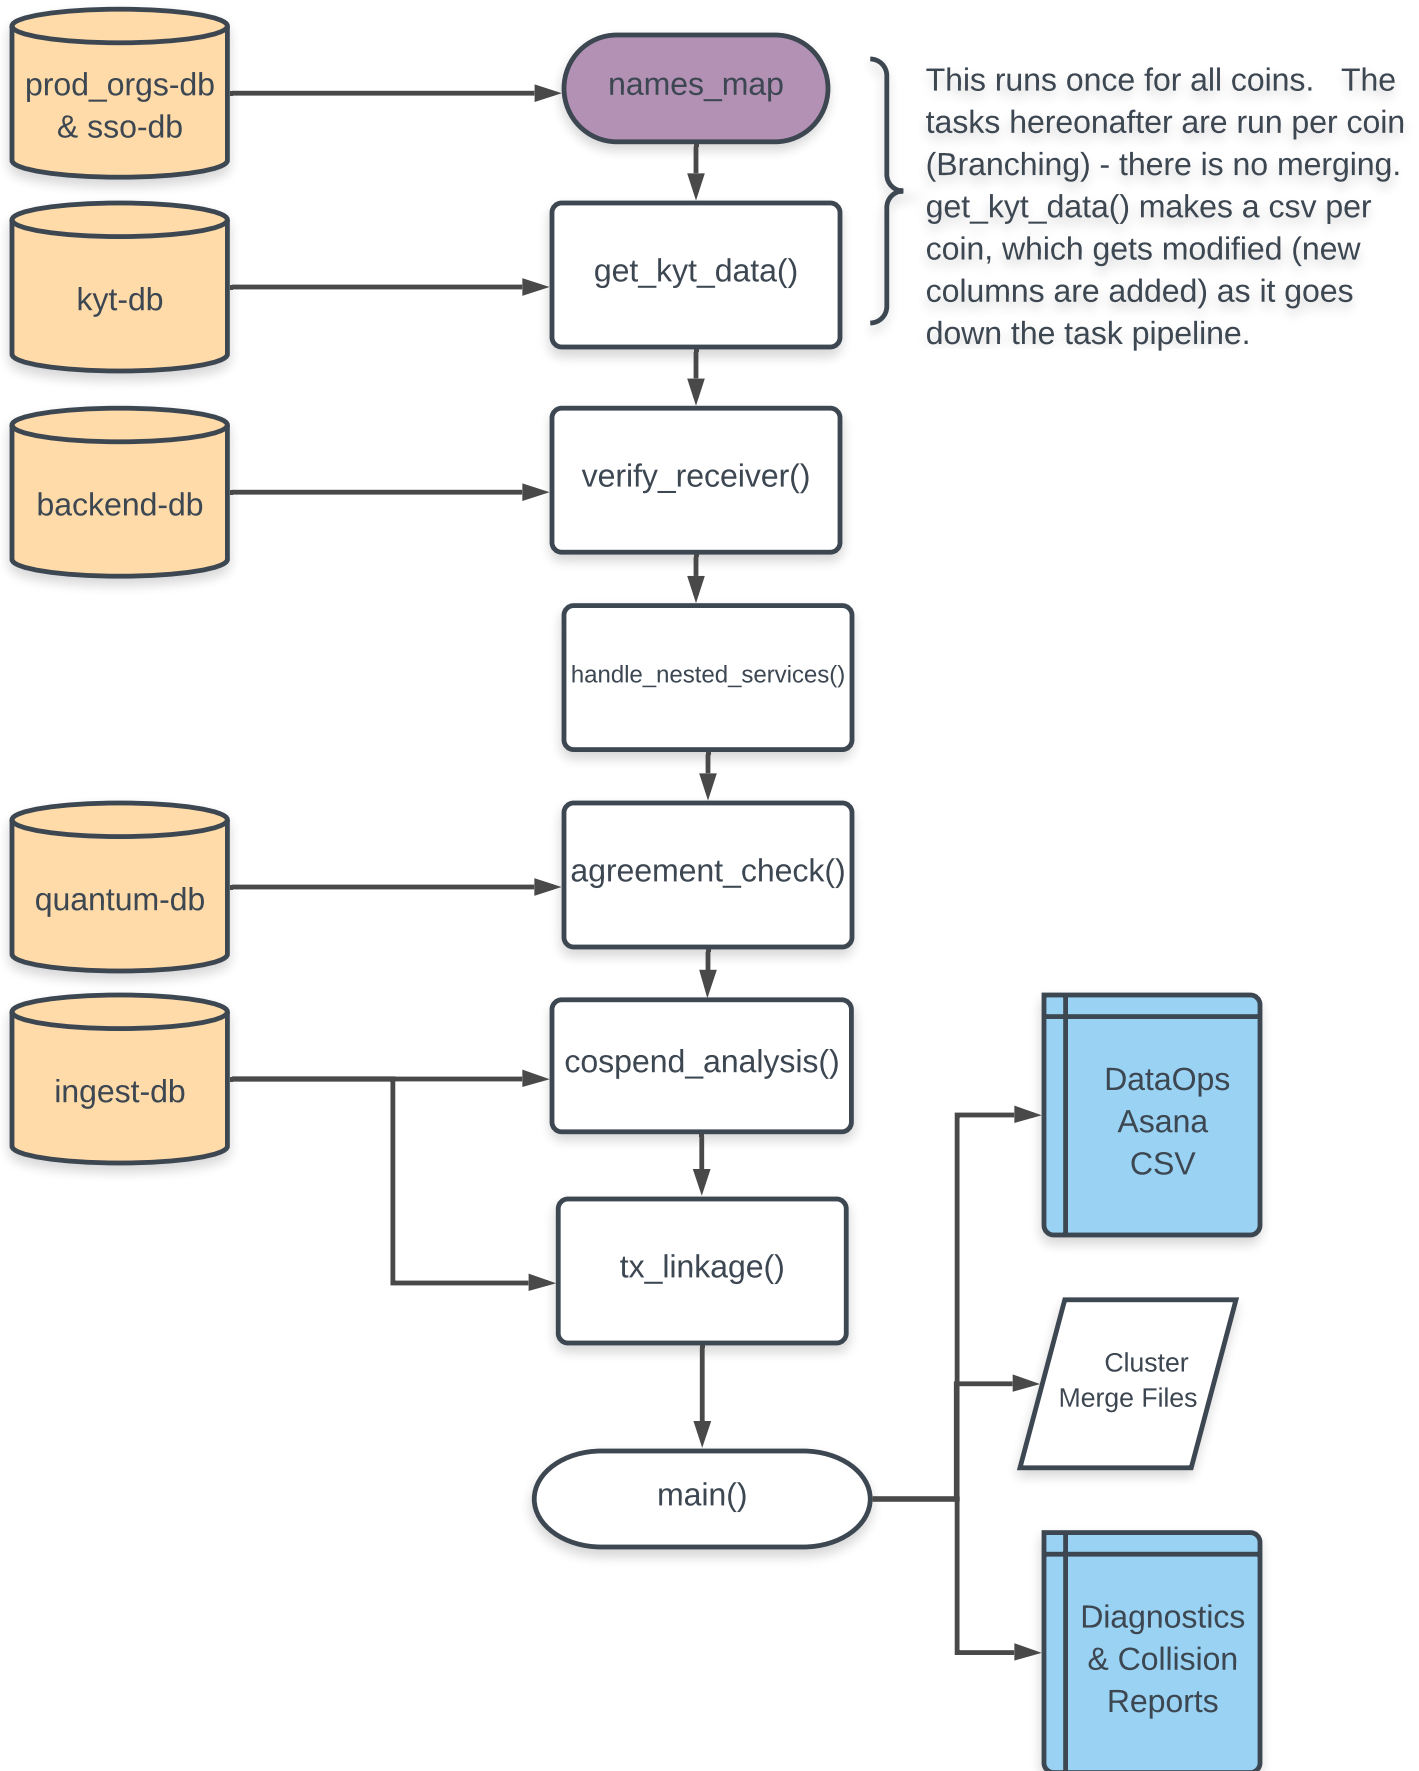 prod_orgs-db
& sso-db
names_map
This runs once for all coins.   The
tasks hereonafter are run per coin
(Branching) - there is no merging.
get_kyt_data() makes a csv per
coin, which gets modified (new
columns are added) as it goes
down the task pipeline.
kyt-db
get_kyt_data()
backend-db
verify_receiver()
handle_nested_services()
quantum-db
agreement_check()
ingest-db
cospend_analysis()
DataOps
Asana
CSV
tx_linkage()
Cluster
Merge Files
main()
Diagnostics
& Collision
Reports